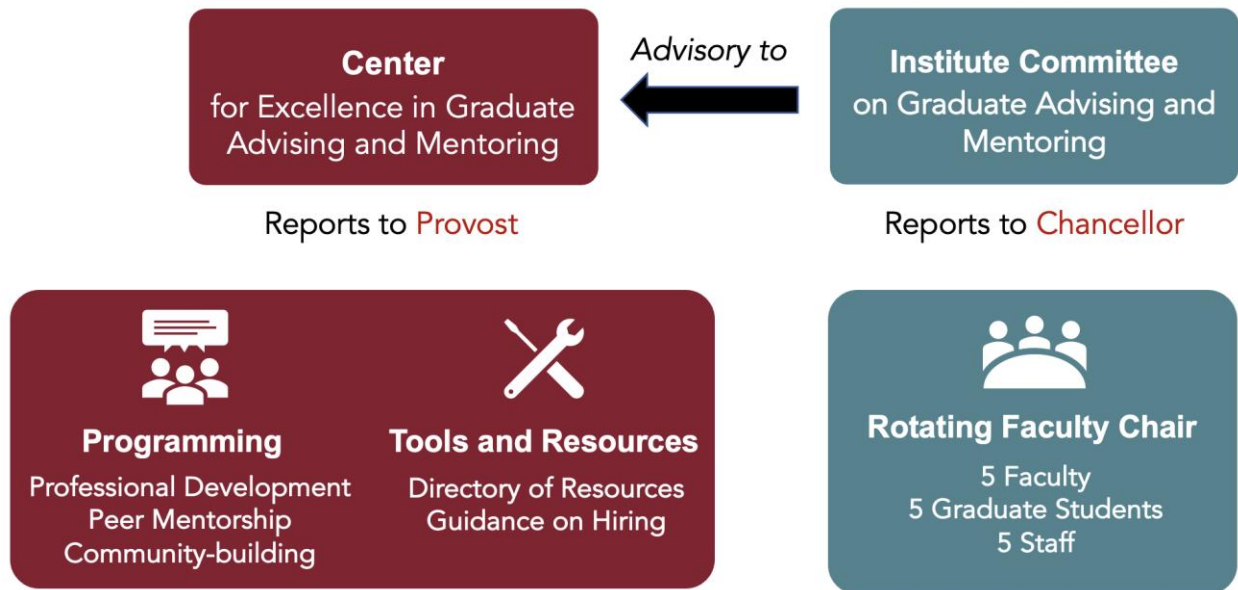 Center
for Excellence in Graduate
Advising and Mentoring
Advisory to
Institute Committee
on Graduate Advising and
Mentoring
Reports to Provost
Reports to Chancellor
Programming
Professional Development
Peer Mentorship
Community-building
Tools and Resources
Directory of Resources
Guidance on Hiring
Rotating Faculty Chair
5 Faculty
5 Graduate Students
5 Staff